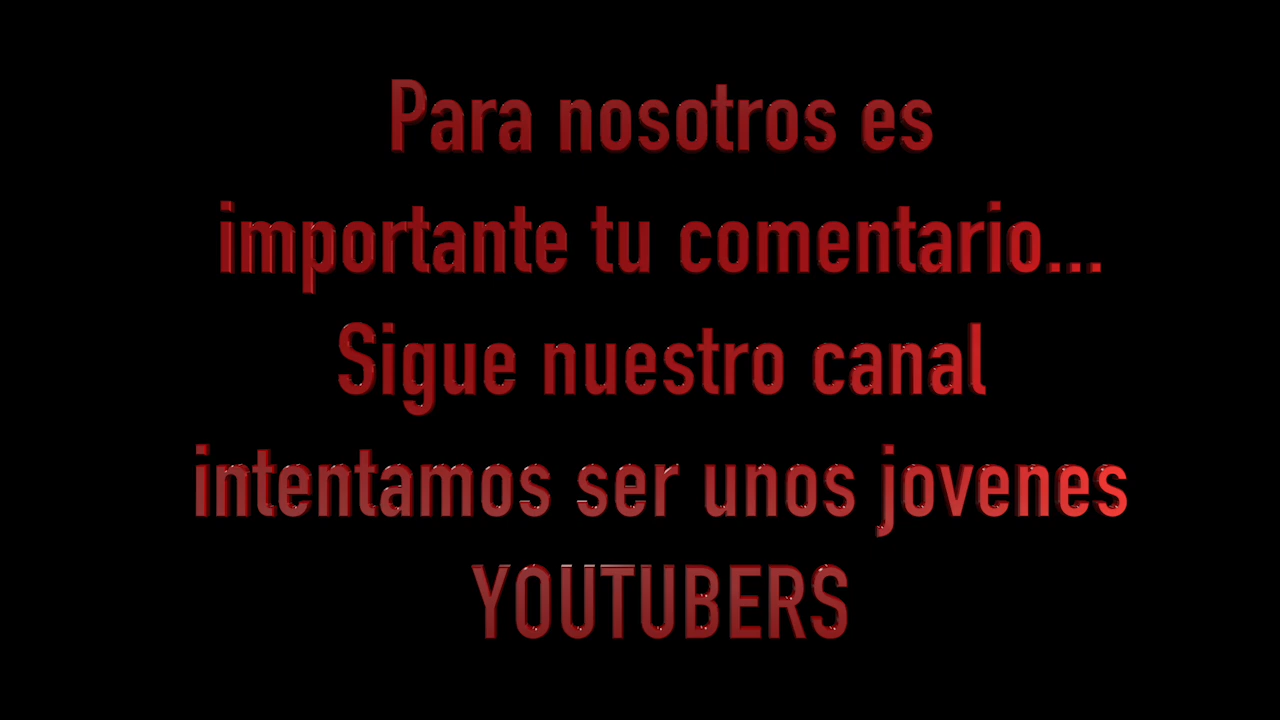 Para nosotros es
importante tu comentario...
Sigue nuestro canal
intentamos ser unos jovenes
YOUTUBERS